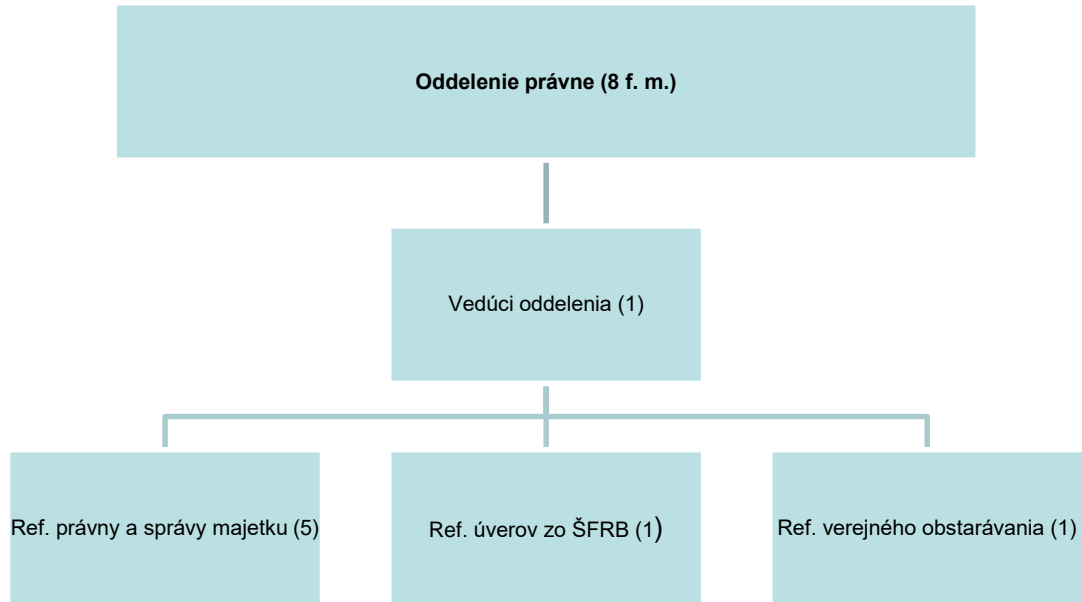 Oddelenie právne (8 f. m.)
Vedúci oddelenia (1)
Ref. právny a správy majetku (5)
Ref. úverov zo ŠFRB (1)
Ref. verejného obstarávania (1)